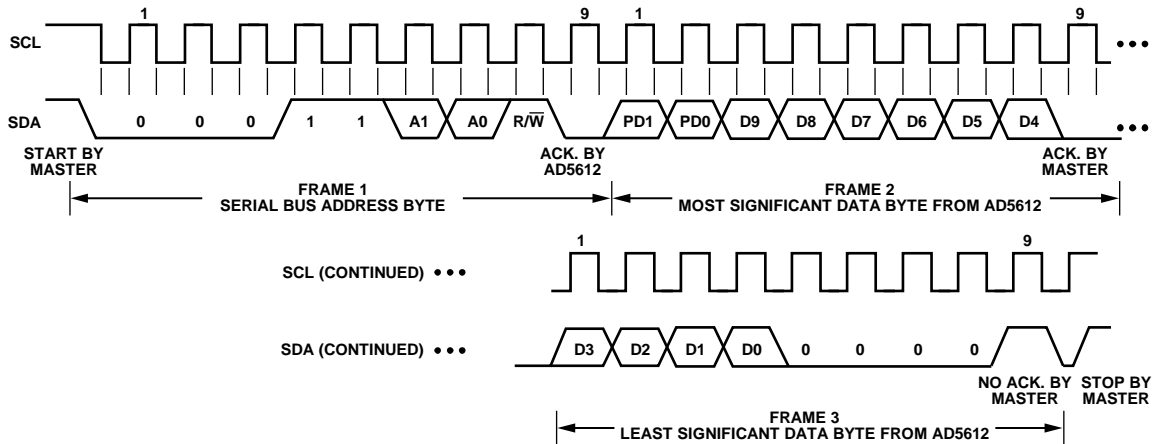 1 9 1 9
SCL
SDA 0 0 0 1 1 A1 A0 R/W̅ PD1 PD0 D9 D8 D7 D6 D5 D4
START BY
MASTER
ACK. BY
AD5612
ACK. BY
MASTER
FRAME 1
SERIAL BUS ADDRESS BYTE
FRAME 2
MOST SIGNIFICANT DATA BYTE FROM AD5612
1 9
SCL (CONTINUED)
SDA (CONTINUED) D3 D2 D1 D0 0 0 0 0
NO ACK. BY
MASTER
STOP BY
MASTER
FRAME 3
LEAST SIGNIFICANT DATA BYTE FROM AD5612